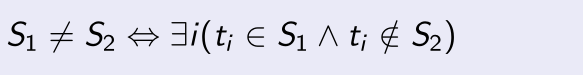 S₁ ≠ S₂ ⇔ ∃i(tᵢ ∈ S₁ ∧ tᵢ ∉ S₂)